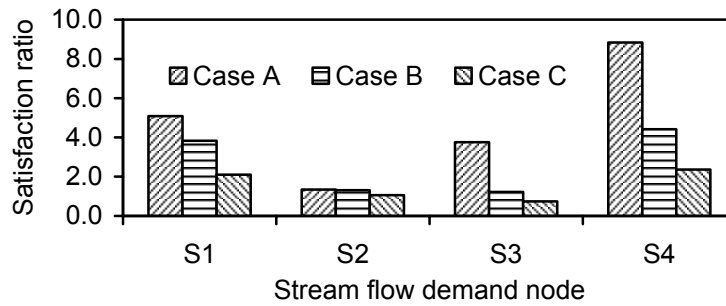 Satisfaction ratio
10.0
8.0
6.0
4.0
2.0
0.0
Case A Case B Case C
S1 S2 S3 S4
Stream flow demand node